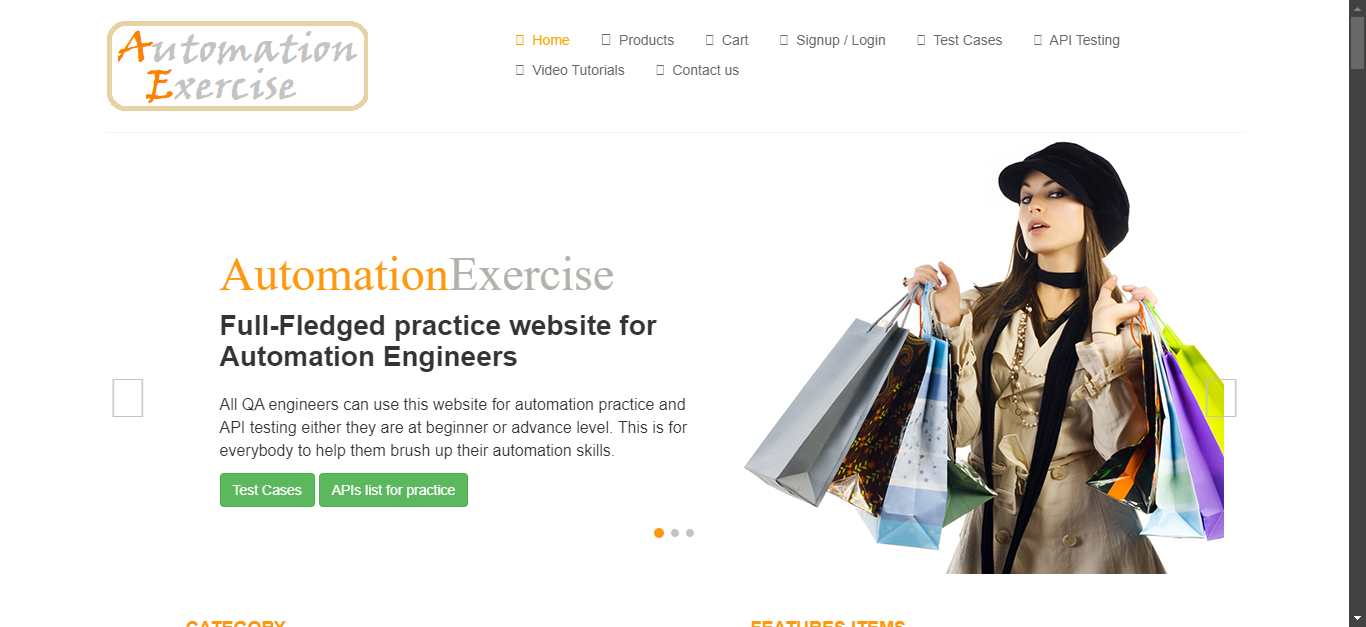 Automation
Exercise
Home Products Cart Signup / Login Test Cases API Testing
Video Tutorials Contact us
AutomationExercise
Full-Fledged practice website for
Automation Engineers
All QA engineers can use this website for automation practice and
API testing either they are at beginner or advance level. This is for
everybody to help them brush up their automation skills.
Test Cases APIs list for practice
CATEGORY FEATURES ITEMS